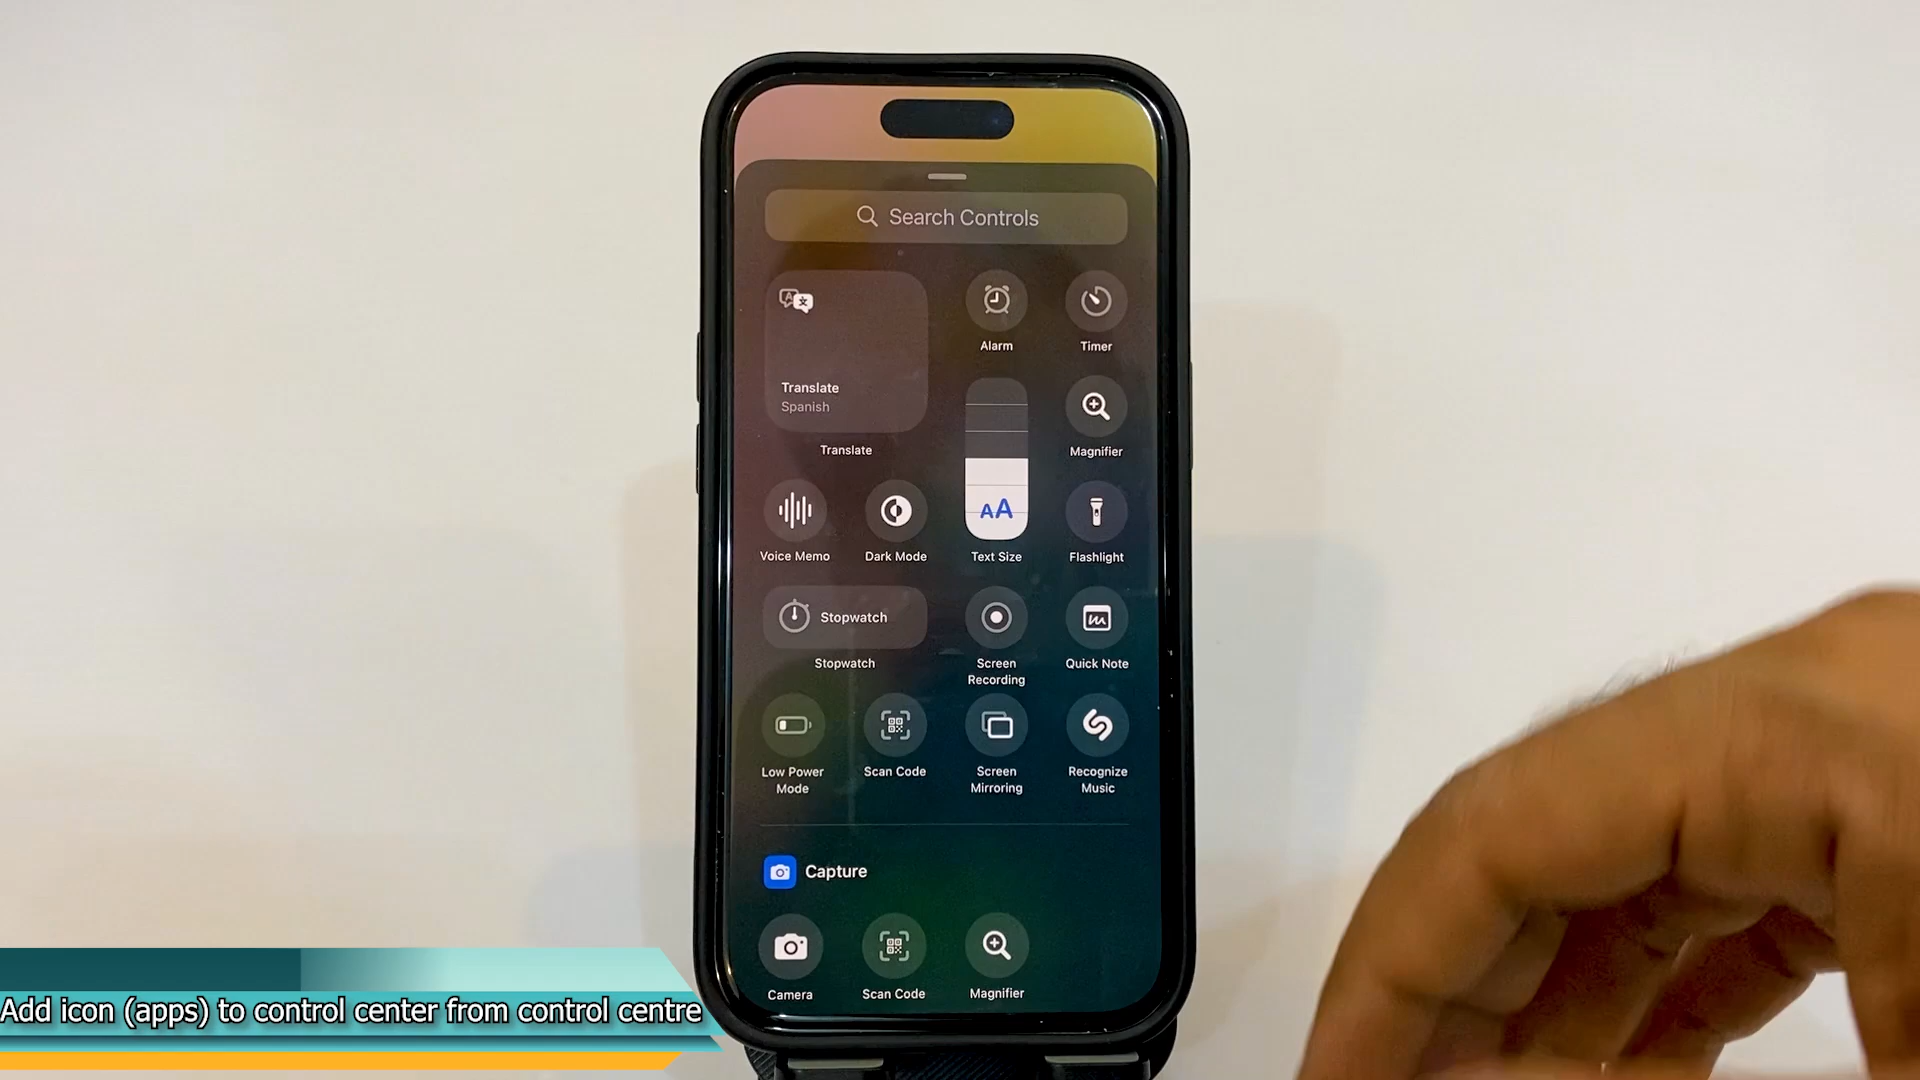 Search Controls
Translate
Spanish
Translate
Alarm
Timer
Magnifier
AA
Voice Memo
Dark Mode
Text Size
Flashlight
Stopwatch
Stopwatch
Screen
Recording
Quick Note
Low Power
Mode
Scan Code
Screen
Mirroring
Recognize
Music
Capture
Camera
Scan Code
Magnifier
Add icon (apps) to control center from control centre